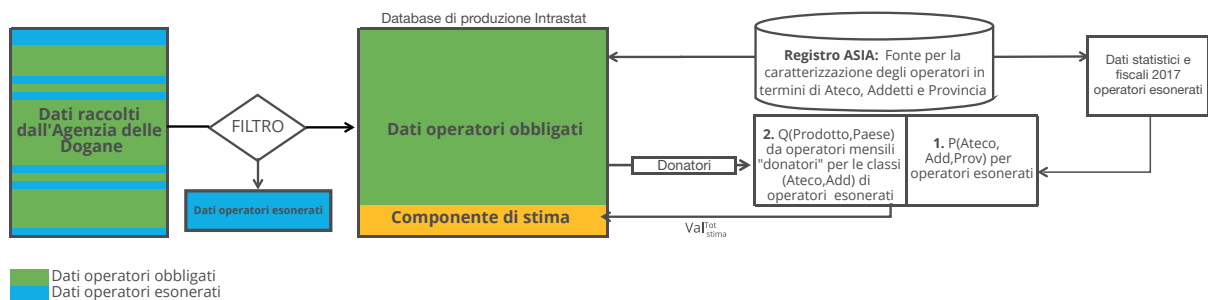 Database di produzione Intrastat
Dati raccolti
dall'Agenzia delle
Dogane
FILTRO
Dati operatori esonerati
Dati operatori obbligati
Componente di stima
Registro ASIA: Fonte per la
caratterizzazione degli operatori in
termini di Ateco, Addetti e Provincia
Dati statistici e
fiscali 2017
operatori esonerati
Donatori
2. Q(Prodotto,Paese)
da operatori mensili
"donatori" per le classi
(Ateco,Add) di
operatori esonerati
1. P(Ateco,
Add,Prov) per
operatori esonerati
Val Tot stima
Dati operatori obbligati
Dati operatori esonerati